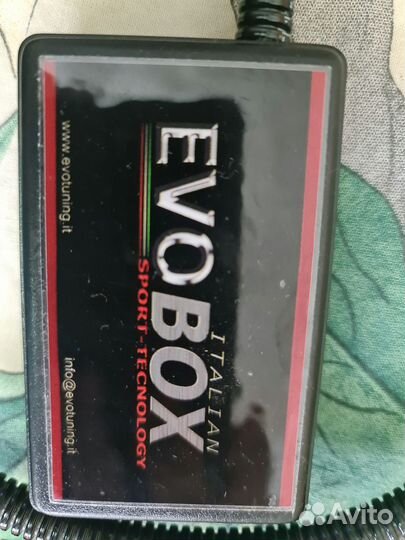 EVOBOX
ITALIAN
SPORT-TECNOLOGY
www.evotuning.it
info@evotuning.it
Avito